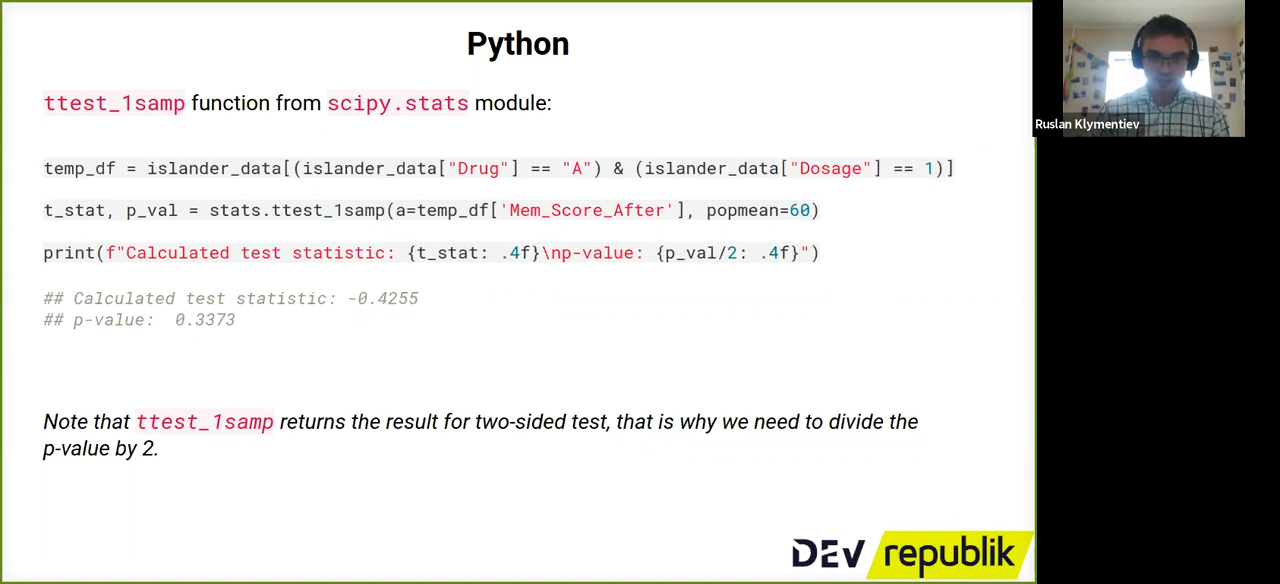 Python
ttest_1samp function from scipy.stats module:
temp_df = islander_data[(islander_data["Drug"] == "A") & (islander_data["Dosage"] == 1)]
t_stat, p_val = stats.ttest_1samp(a=temp_df['Mem_Score_After'], popmean=60)
print(f"Calculated test statistic: {t_stat: .4f}\np-value: {p_val/2: .4f}")
## Calculated test statistic: -0.4255
## p-value:  0.3373
Note that ttest_1samp returns the result for two-sided test, that is why we need to divide the
p-value by 2.
DEV republik
Ruslan Klymentiev